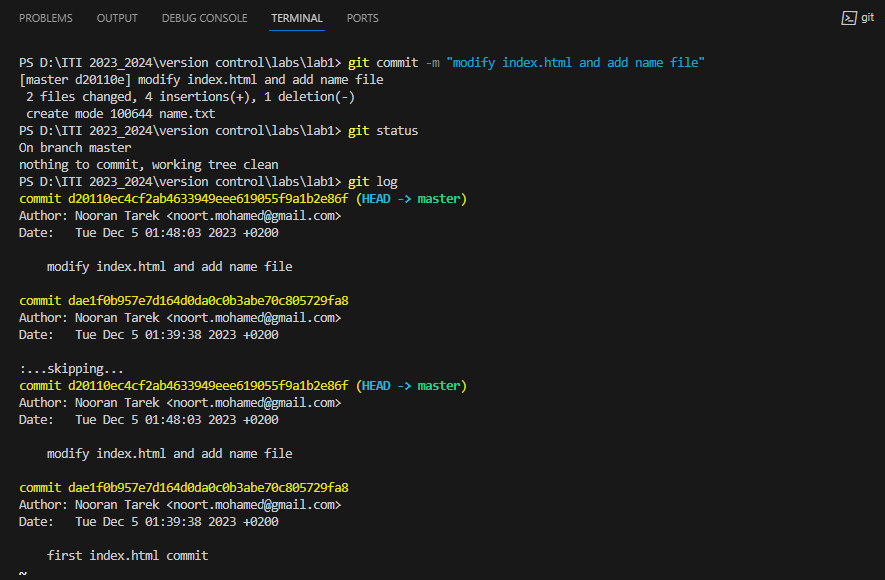 PROBLEMS OUTPUT DEBUG CONSOLE TERMINAL PORTS git
PS D:\ITI 2023_2024\version control\labs\lab1> git commit -m "modify index.html and add name file"
[master d20110e] modify index.html and add name file
 2 files changed, 4 insertions(+), 1 deletion(-)
 create mode 100644 name.txt
PS D:\ITI 2023_2024\version control\labs\lab1> git status
On branch master
nothing to commit, working tree clean
PS D:\ITI 2023_2024\version control\labs\lab1> git log
commit d20110ec4cf2ab4633949eee619055f9a1b2e86f (HEAD -> master)
Author: Nooran Tarek <noort.mohamed@gmail.com>
Date:   Tue Dec 5 01:48:03 2023 +0200
    modify index.html and add name file
commit dae1f0b957e7d164d0da0c0b3abe70c805729fa8
Author: Nooran Tarek <noort.mohamed@gmail.com>
Date:   Tue Dec 5 01:39:38 2023 +0200
:...skipping...
commit d20110ec4cf2ab4633949eee619055f9a1b2e86f (HEAD -> master)
Author: Nooran Tarek <noort.mohamed@gmail.com>
Date:   Tue Dec 5 01:48:03 2023 +0200
    modify index.html and add name file
commit dae1f0b957e7d164d0da0c0b3abe70c805729fa8
Author: Nooran Tarek <noort.mohamed@gmail.com>
Date:   Tue Dec 5 01:39:38 2023 +0200
    first index.html commit
~